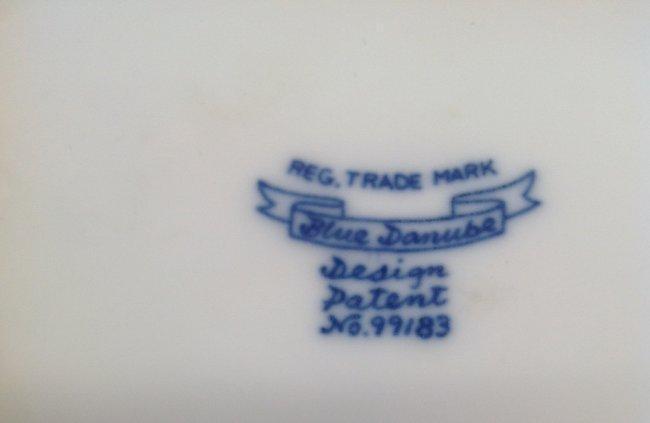 REG. TRADE MARK
Blue Danube
Design
Patent
No. 99183